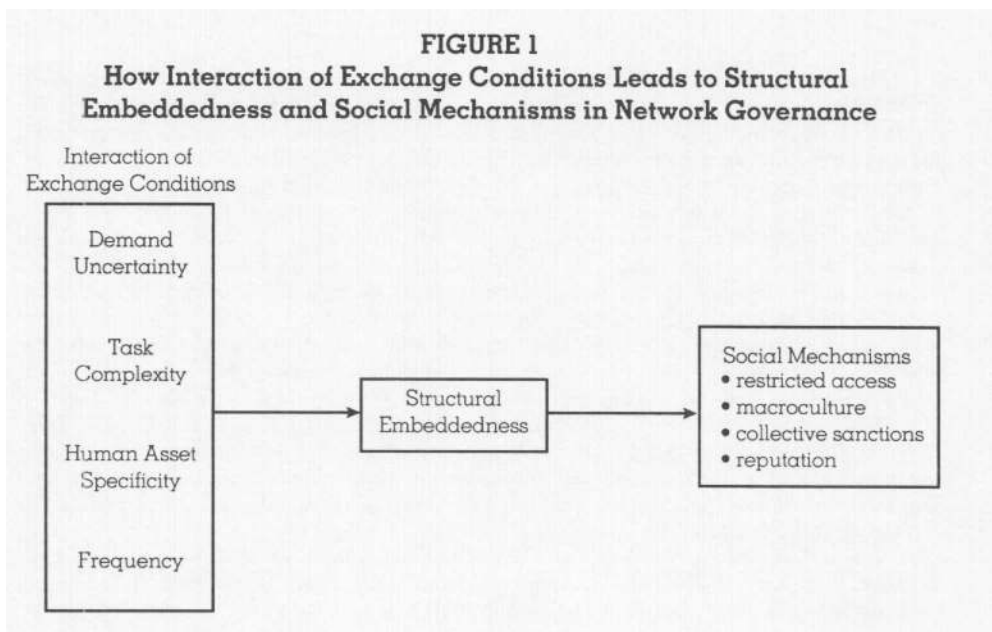 FIGURE 1
How Interaction of Exchange Conditions Leads to Structural
Embeddedness and Social Mechanisms in Network Governance
Interaction of
Exchange Conditions
Demand
Uncertainty
Task
Complexity
Human Asset
Specificity
Frequency
Structural
Embeddedness
Social Mechanisms
• restricted access
• macroculture
• collective sanctions
• reputation